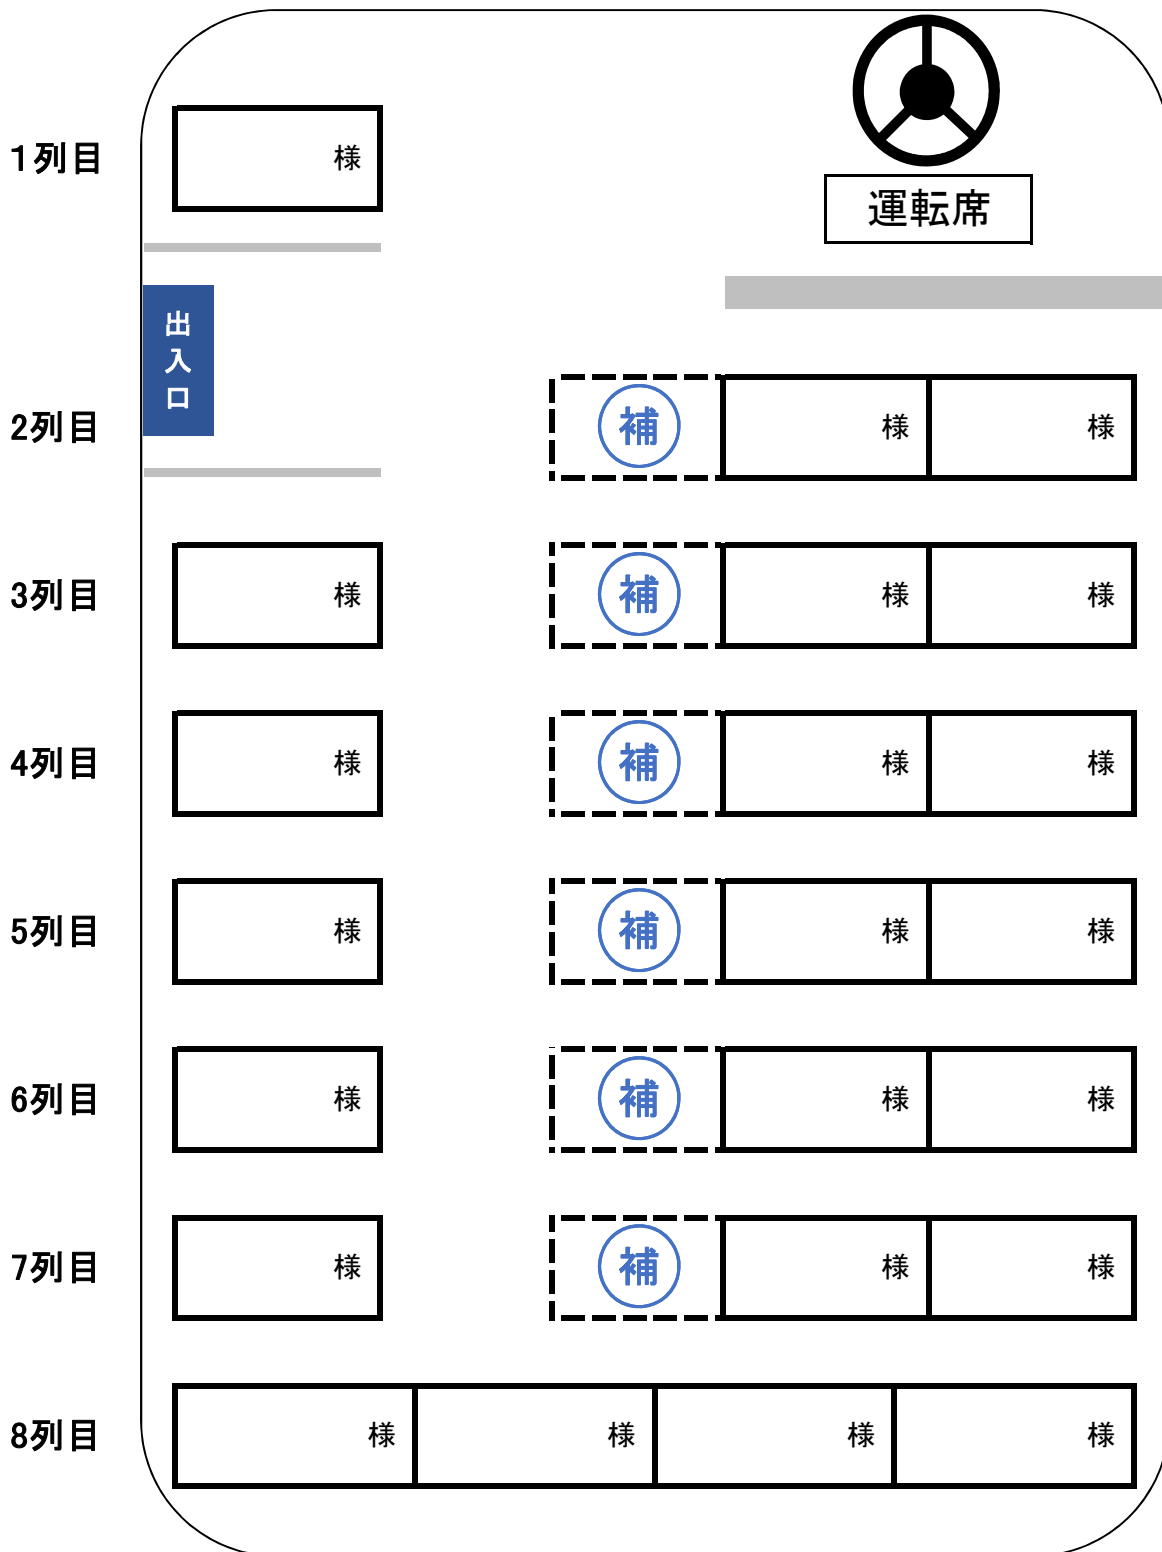 1列目 様
運転席
出入口
2列目 補 様 様
3列目 様 補 様 様
4列目 様 補 様 様
5列目 様 補 様 様
6列目 様 補 様 様
7列目 様 補 様 様
8列目 様 様 様 様